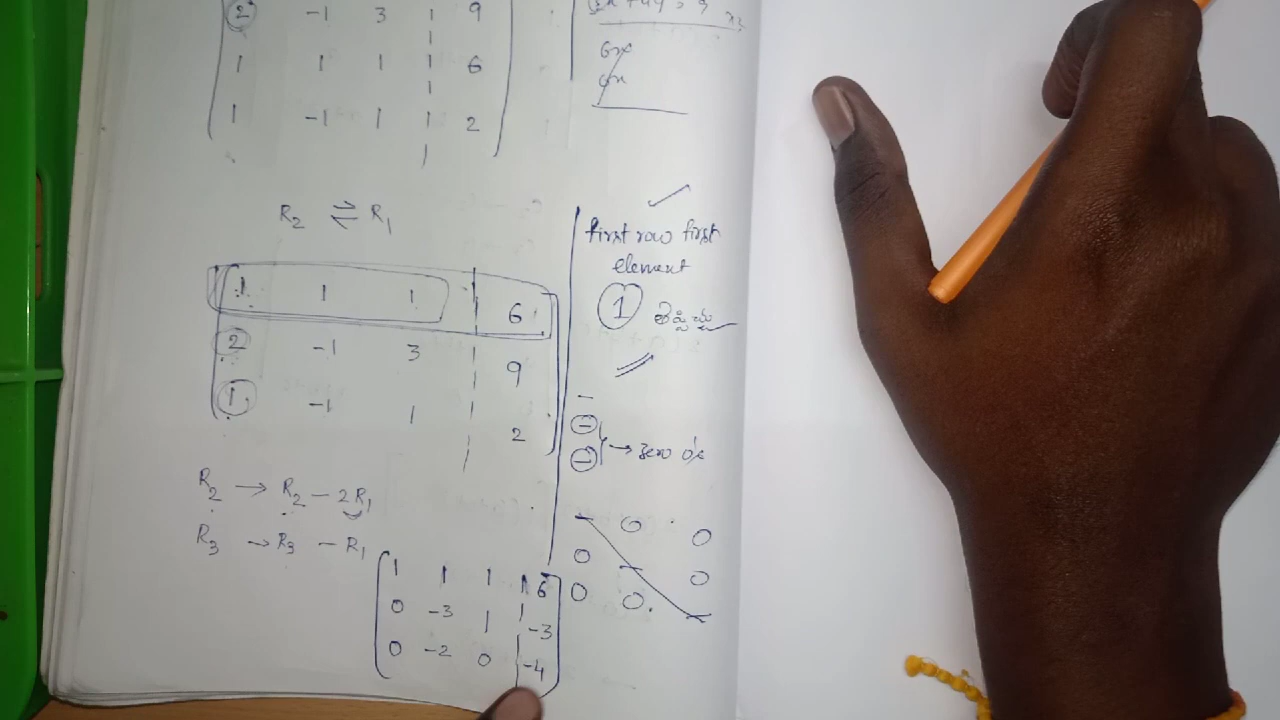 2 -1 3 | 9
1 1 1 | 6
1 -1 1 | 2
6x
R2 ⇌ R1
1 1 1 | 6
2 -1 3 | 9
1 -1 1 | 2
R2 → R2 - 2R1
R3 → R3 - R1
1 1 1 | 6
0 -3 1 | -3
0 -2 0 | -4
first row first
element
1
→ zero
0 0
0 0
0 0